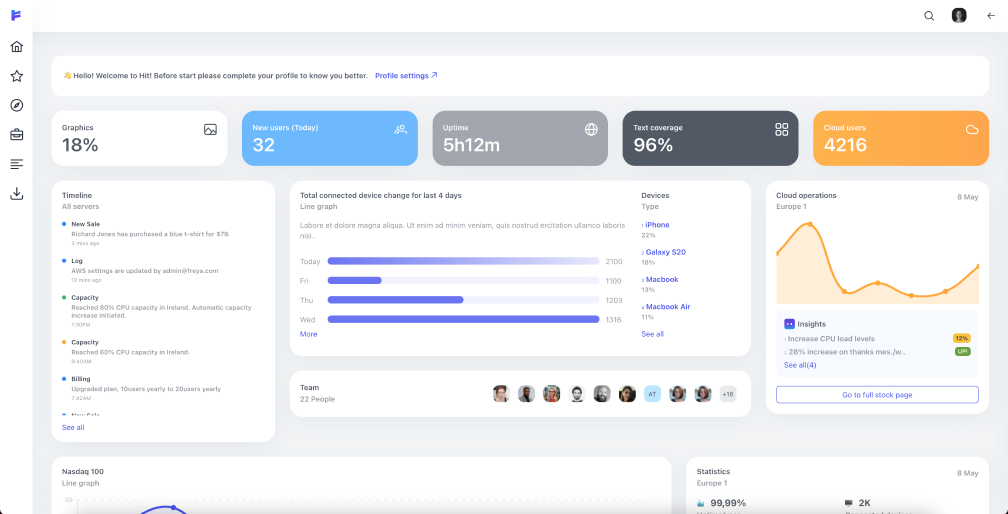 👋 Hello! Welcome to Hit! Before start please complete your profile to know you better. Profile settings
Graphics
18%
New users (Today)
32
Uptime
5h12m
Text coverage
96%
Cloud users
4216
Timeline
All servers
New Sale
Richard Jones has purchased a blue t-shirt for $79.
3 mins ago
Log
AWS settings are updated by admin@freya.com
12 mins ago
Capacity
Reached 80% CPU capacity in Ireland. Automatic capacity
increase initiated.
1:30PM
Capacity
Reached 60% CPU capacity in Ireland.
9:40AM
Billing
Upgraded plan, 10users yearly to 20users yearly
7:42AM
New Sale
See all
Total connected device change for last 4 days
Line graph
Labore et dolore magna aliqua. Ut enim ad minim veniam, quis nostrud ercitation ullamco laboris
nisi..
Today 2100
Fri 1100
Thu 1203
Wed 1316
More
Devices
Type
1 iPhone
22%
2 Galaxy S20
18%
3 Macbook
13%
4 Macbook Air
11%
See all
Team
22 People
AT
+18
Cloud operations
8 May
Europe 1
Insights
1 Increase CPU load levels 12%
2 28% increase on thanks mes./w.. UP!
See all(4)
Go to full stock page
Nasdaq 100
Line graph
20
Statistics
8 May
Europe 1
99,99%
2K